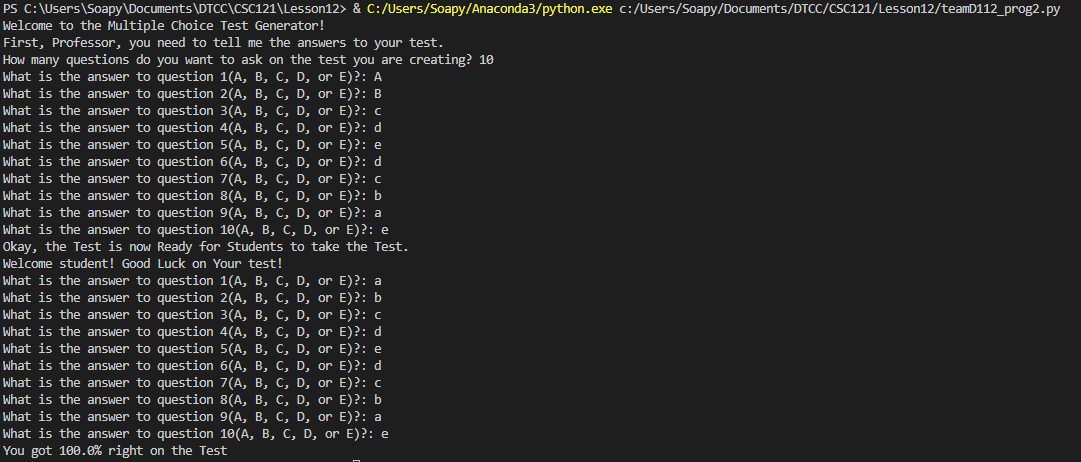 PS C:\Users\Soapy\Documents\DTCC\CSC121\Lesson12> & C:/Users/Soapy/Anaconda3/python.exe c:/Users/Soapy/Documents/DTCC/CSC121/Lesson12/teamD112_prog2.py
Welcome to the Multiple Choice Test Generator!
First, Professor, you need to tell me the answers to your test.
How many questions do you want to ask on the test you are creating? 10
What is the answer to question 1(A, B, C, D, or E)?: A
What is the answer to question 2(A, B, C, D, or E)?: B
What is the answer to question 3(A, B, C, D, or E)?: c
What is the answer to question 4(A, B, C, D, or E)?: d
What is the answer to question 5(A, B, C, D, or E)?: e
What is the answer to question 6(A, B, C, D, or E)?: d
What is the answer to question 7(A, B, C, D, or E)?: c
What is the answer to question 8(A, B, C, D, or E)?: b
What is the answer to question 9(A, B, C, D, or E)?: a
What is the answer to question 10(A, B, C, D, or E)?: e
Okay, the Test is now Ready for Students to take the Test.
Welcome student! Good Luck on Your test!
What is the answer to question 1(A, B, C, D, or E)?: a
What is the answer to question 2(A, B, C, D, or E)?: b
What is the answer to question 3(A, B, C, D, or E)?: c
What is the answer to question 4(A, B, C, D, or E)?: d
What is the answer to question 5(A, B, C, D, or E)?: e
What is the answer to question 6(A, B, C, D, or E)?: d
What is the answer to question 7(A, B, C, D, or E)?: c
What is the answer to question 8(A, B, C, D, or E)?: b
What is the answer to question 9(A, B, C, D, or E)?: a
What is the answer to question 10(A, B, C, D, or E)?: e
You got 100.0% right on the Test